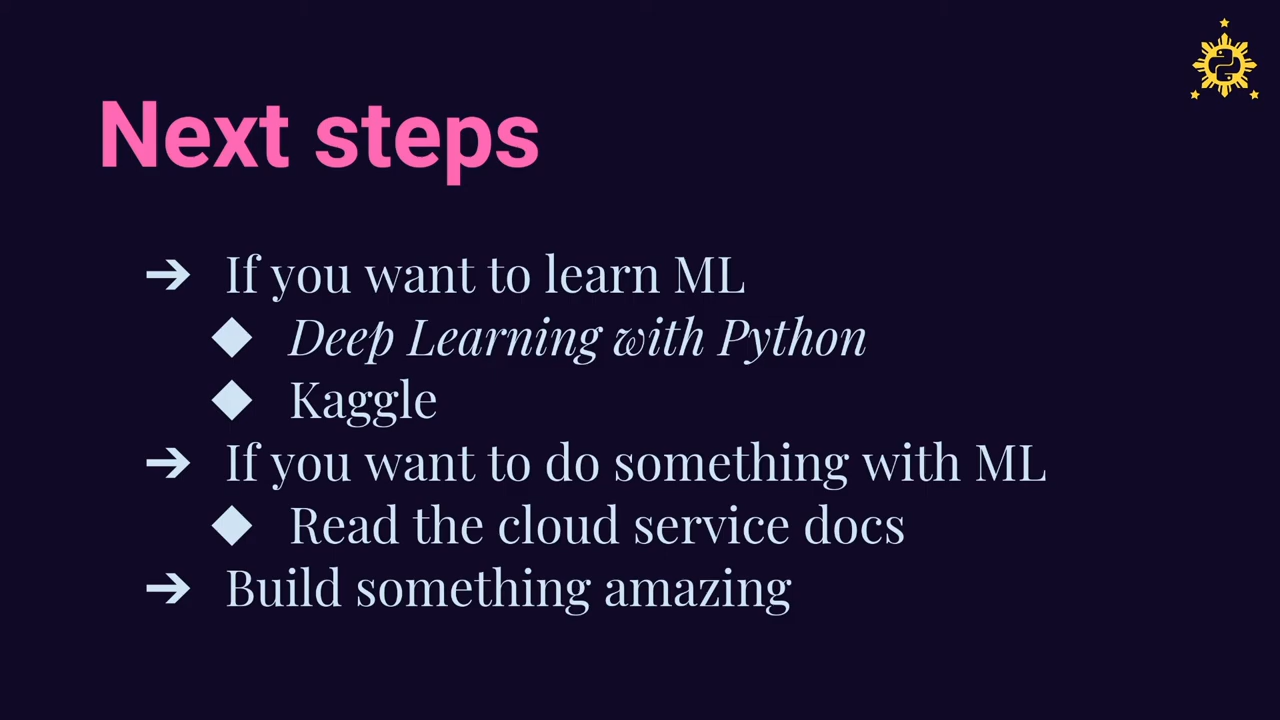 Next steps
➔ If you want to learn ML
◆ Deep Learning with Python
◆ Kaggle
➔ If you want to do something with ML
◆ Read the cloud service docs
➔ Build something amazing